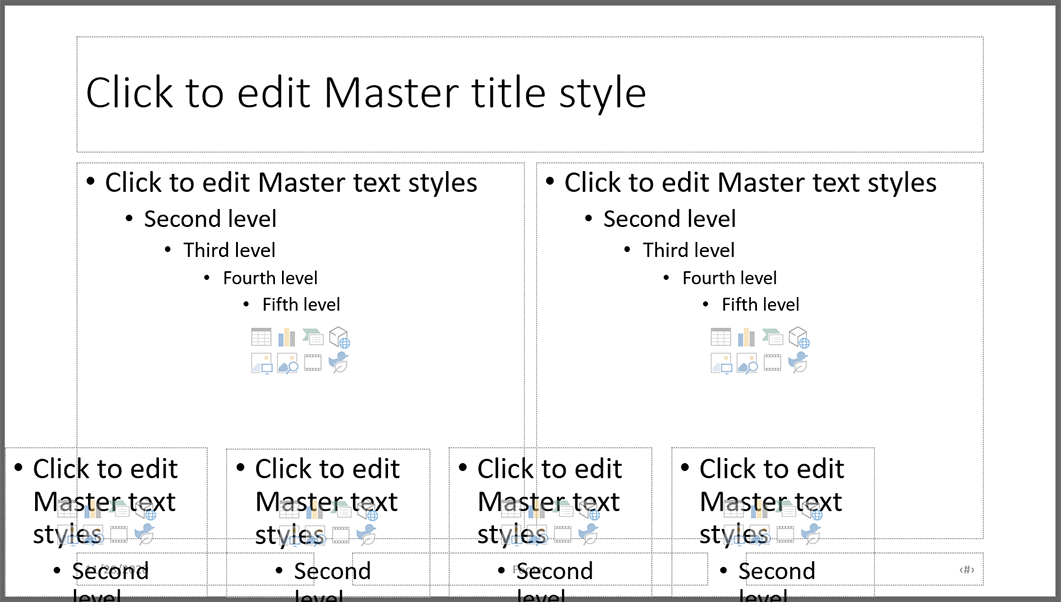 Click to edit Master title style
• Click to edit Master text styles
• Second level
• Third level
• Fourth level
• Fifth level
• Click to edit Master text styles
• Second level
• Third level
• Fourth level
• Fifth level
• Click to edit
Master text
styles
• Second
level
• Click to edit
Master text
styles
• Second
level
• Click to edit
Master text
styles
• Second
level
• Click to edit
Master text
styles
• Second
level
‹#›